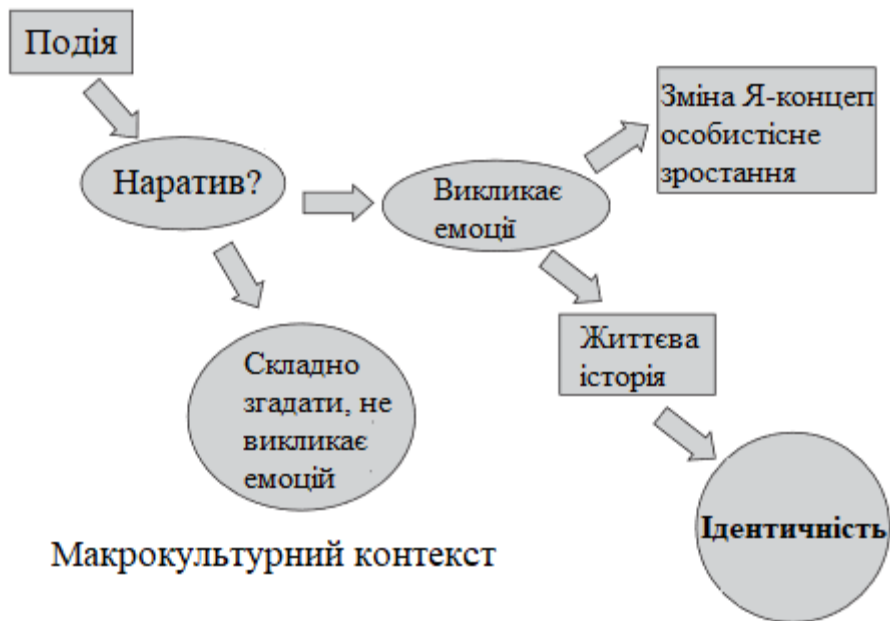 Подія
Наратив?
Викликає
емоції
Зміна Я-концеп
особистісне
зростання
Складно
згадати, не
викликає
емоцій
Життєва
історія
Ідентичність
Макрокультурний контекст